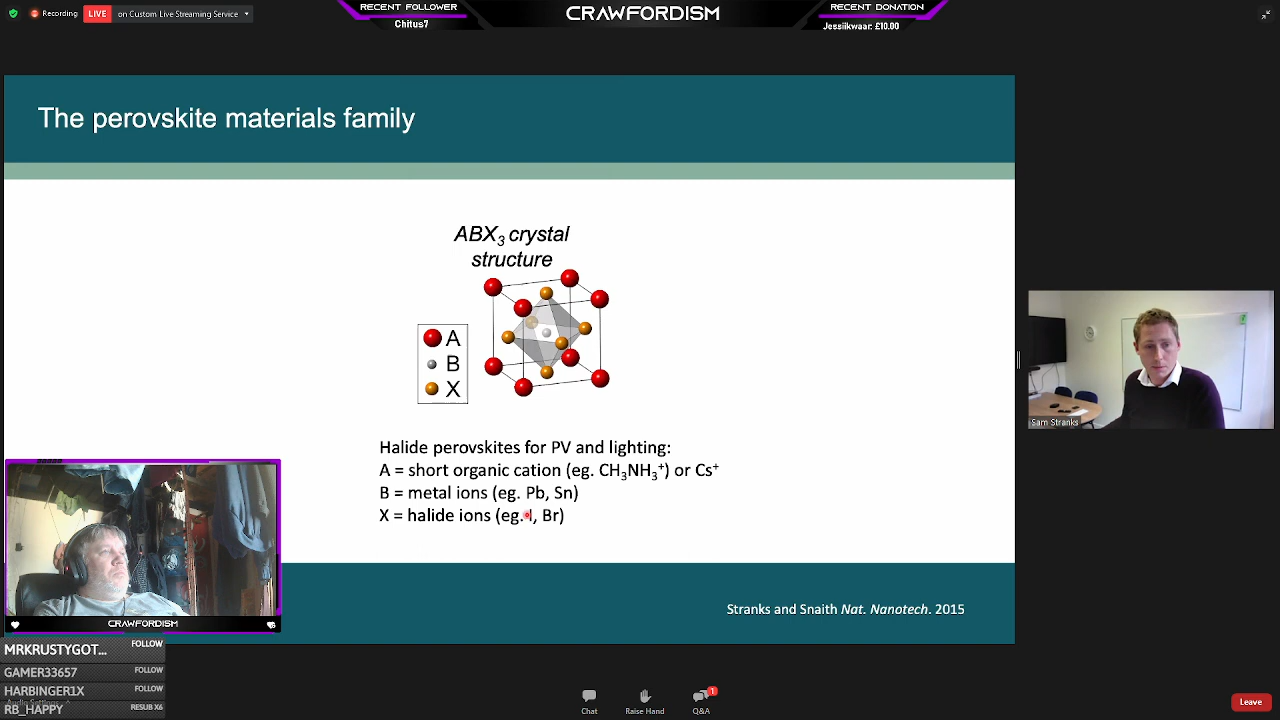 Recording
LIVE
on Custom Live Streaming Service
RECENT FOLLOWER
Chitus7
CRAWFORDISM
RECENT DONATION
Jessiikwaar: £10.00
The perovskite materials family
ABX₃ crystal
structure
A
B
X
Halide perovskites for PV and lighting:
A = short organic cation (eg. CH₃NH₃⁺) or Cs⁺
B = metal ions (eg. Pb, Sn)
X = halide ions (eg. I, Br)
Stranks and Snaith Nat. Nanotech. 2015
Sam Stranks
CRAWFORDISM
MRKRUSTYGOT... FOLLOW
GAMER33657 FOLLOW
HARBINGER1X FOLLOW
RB_HAPPY RESUB X6
Chat
Raise Hand
Q&A
1
Leave